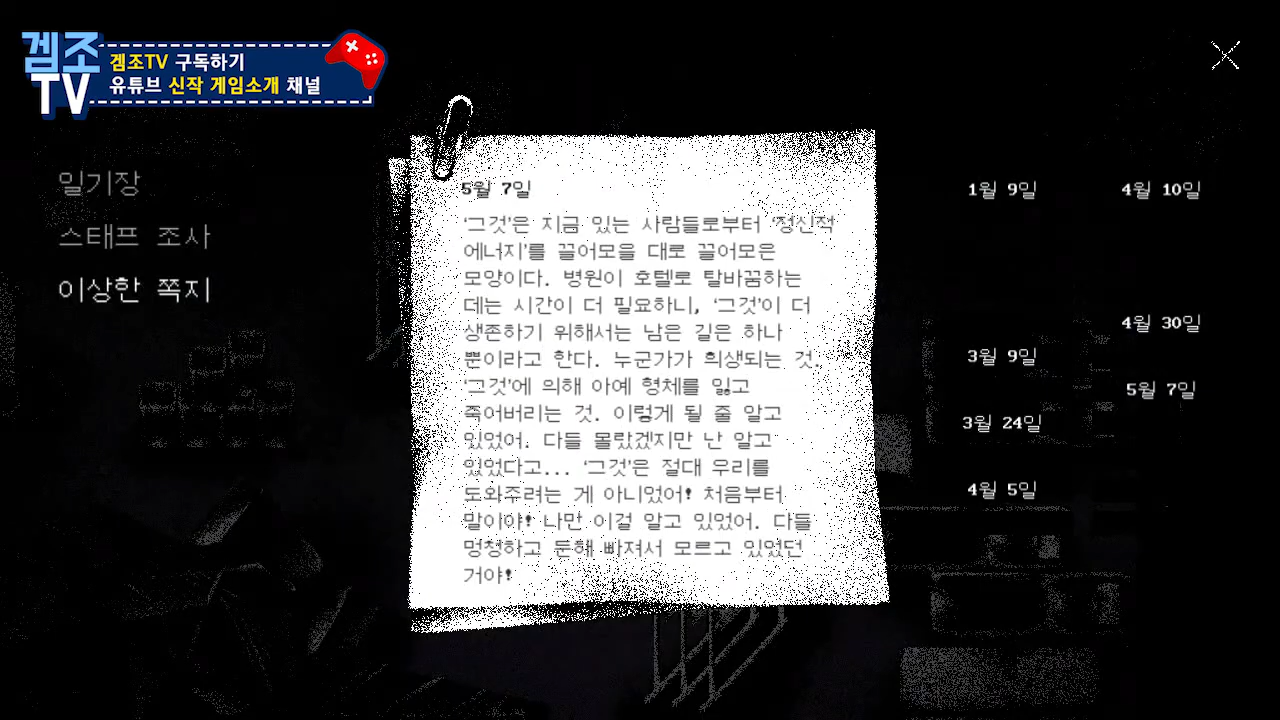 겜조
TV
겜조TV 구독하기
유튜브 신작 게임소개 채널
일기장
스태프 조사
이상한 쪽지
5월 7일
'그것'은 지금 있는 사람들로부터 '정신적
에너지'를 끌어모을 대로 끌어모은
모양이다. 병원이 호텔로 탈바꿈하는
데는 시간이 더 필요하니, '그것'이 더
생존하기 위해서는 남은 길은 하나
뿐이라고 한다. 누군가가 희생되는 것.
'그것'에 의해 아예 형체를 잃고
죽어버리는 것. 이렇게 될 줄 알고
있었어. 다들 몰랐겠지만 난 알고
있었다고... '그것'은 절대 우리를
도와주려는 게 아니었어! 처음부터
말이야! 나만 이걸 알고 있었어. 다들
멍청하고 둔해 빠져서 모르고 있었던
거야!
1월 9일
3월 9일
3월 24일
4월 5일
4월 10일
4월 30일
5월 7일